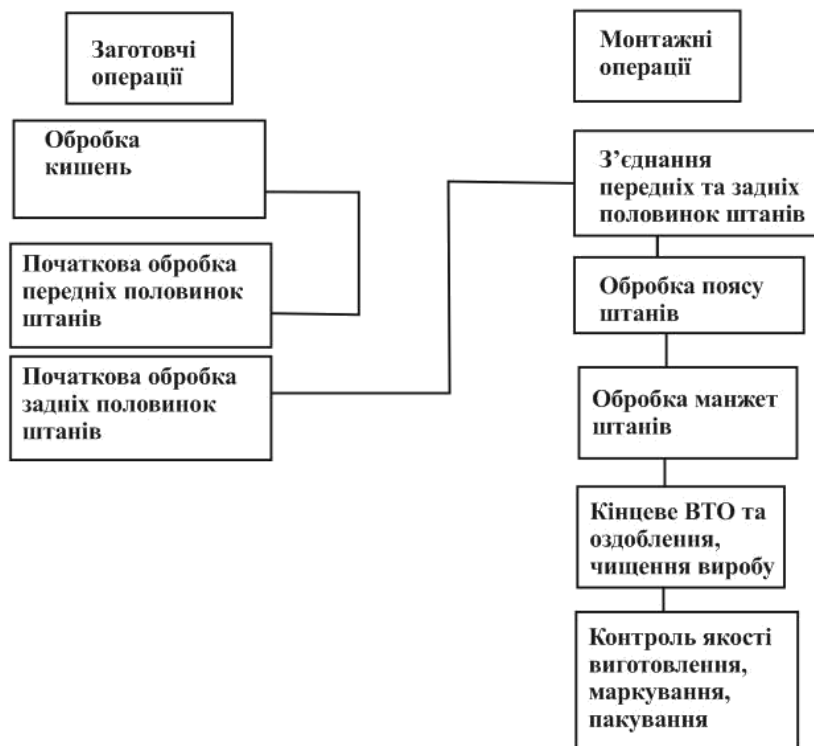 Заготовчі
операції
Обробка
кишень
Початкова обробка
передніх половинок
штанів
Початкова обробка
задніх половинок
штанів
Монтажні
операції
З’єднання
передніх та задніх
половинок штанів
Обробка поясу
штанів
Обробка манжет
штанів
Кінцеве ВТО та
оздоблення,
чищення виробу
Контроль якості
виготовлення,
маркування,
пакування